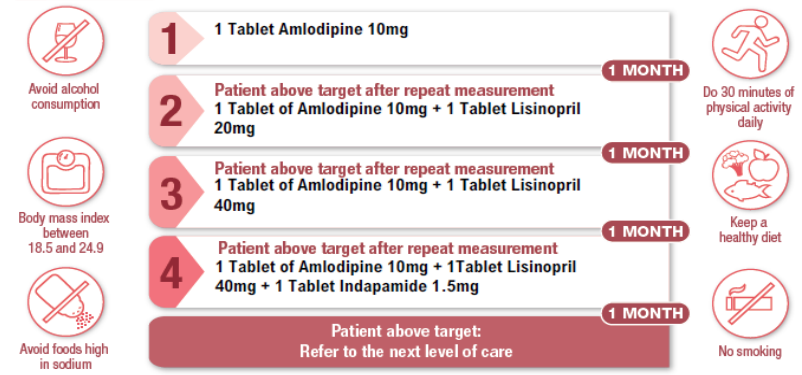 Avoid alcohol
consumption
Body mass index
between
18.5 and 24.9
Avoid foods high
in sodium
1
1 Tablet Amlodipine 10mg
1 MONTH
2
Patient above target after repeat measurement
1 Tablet of Amlodipine 10mg + 1 Tablet Lisinopril
20mg
1 MONTH
3
Patient above target after repeat measurement
1 Tablet of Amlodipine 10mg + 1 Tablet Lisinopril
40mg
1 MONTH
4
Patient above target after repeat measurement
1 Tablet of Amlodipine 10mg + 1Tablet Lisinopril
40mg + 1 Tablet Indapamide 1.5mg
1 MONTH
Patient above target:
Refer to the next level of care
Do 30 minutes of
physical activity
daily
Keep a
healthy diet
No smoking